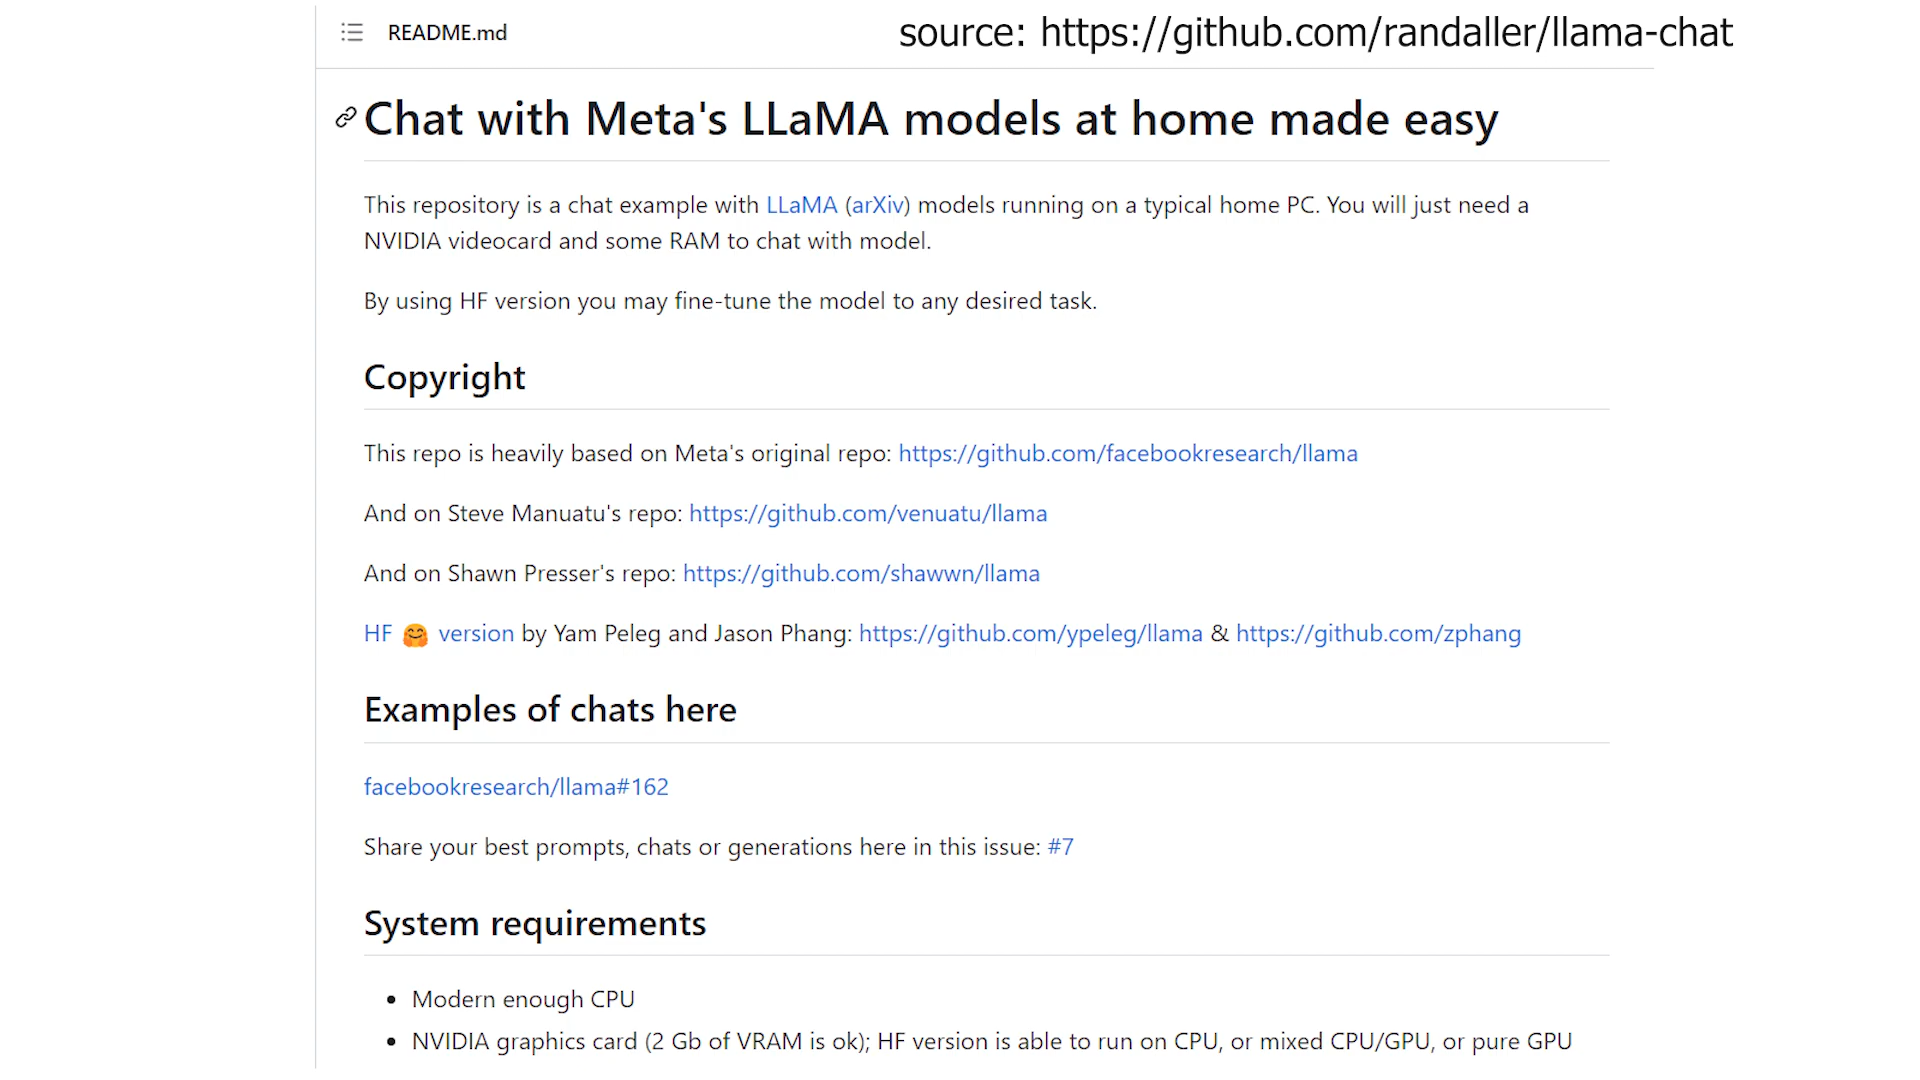 README.md
source: https://github.com/randaller/llama-chat
Chat with Meta's LLaMA models at home made easy
This repository is a chat example with LLaMA (arXiv) models running on a typical home PC. You will just need a
NVIDIA videocard and some RAM to chat with model.
By using HF version you may fine-tune the model to any desired task.
Copyright
This repo is heavily based on Meta's original repo: https://github.com/facebookresearch/llama
And on Steve Manuatu's repo: https://github.com/venuatu/llama
And on Shawn Presser's repo: https://github.com/shawwn/llama
HF 🤗 version by Yam Peleg and Jason Phang: https://github.com/ypeleg/llama & https://github.com/zphang
Examples of chats here
facebookresearch/llama#162
Share your best prompts, chats or generations here in this issue: #7
System requirements
• Modern enough CPU
• NVIDIA graphics card (2 Gb of VRAM is ok); HF version is able to run on CPU, or mixed CPU/GPU, or pure GPU